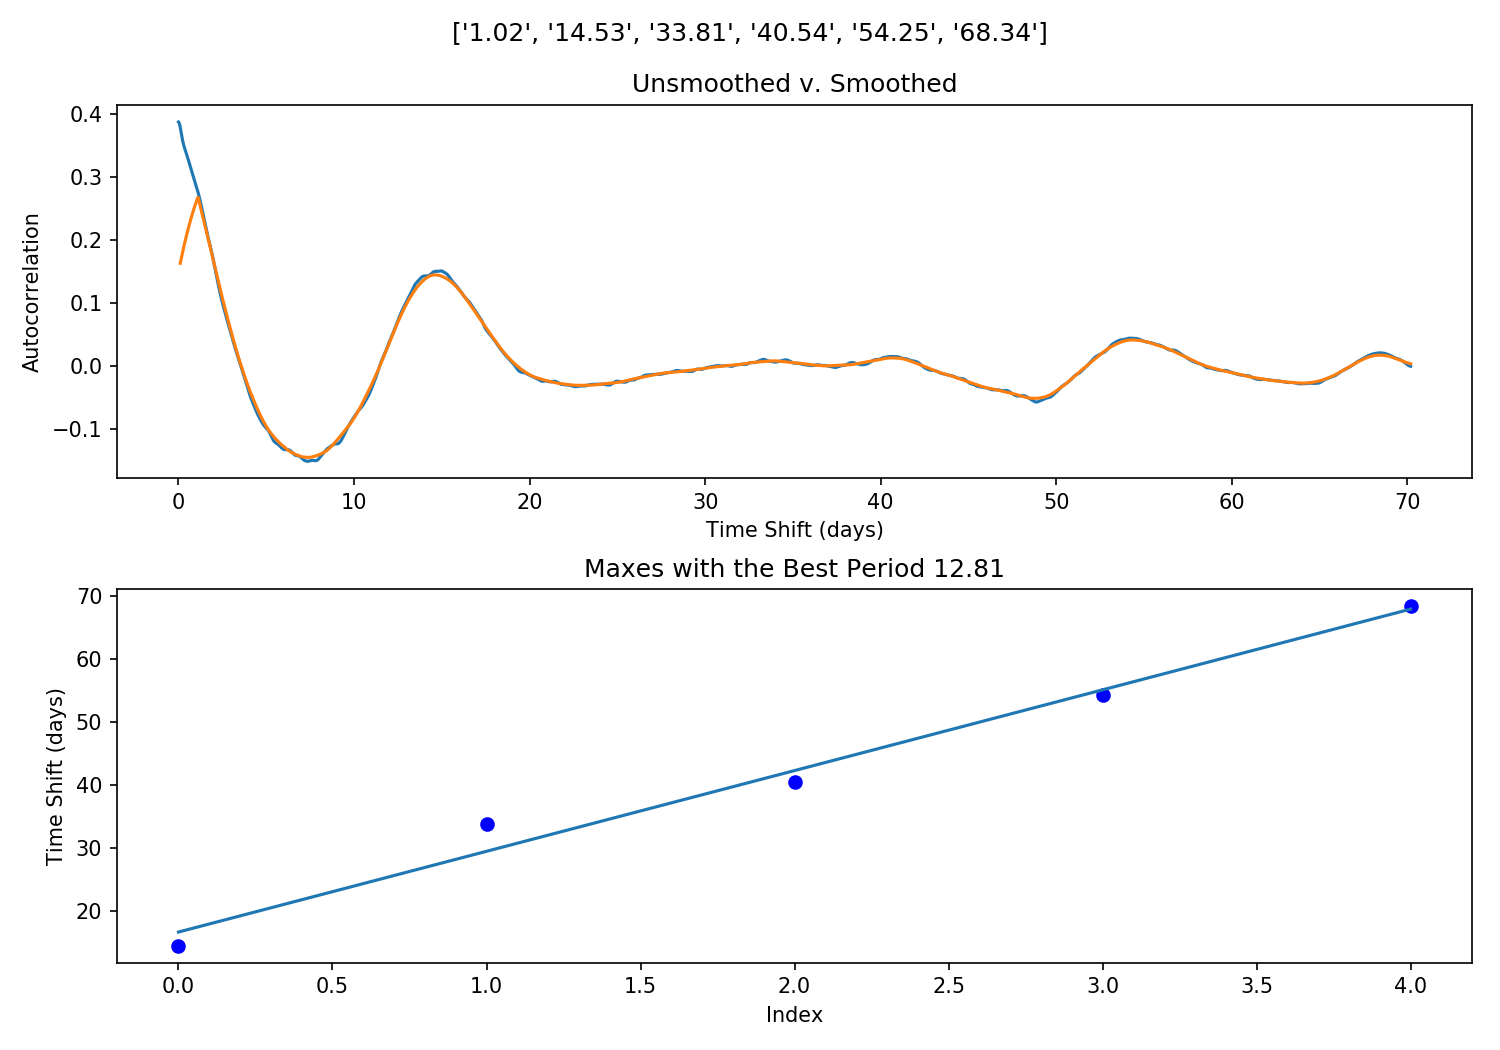 ['1.02', '14.53', '33.81', '40.54', '54.25', '68.34']
Unsmoothed v. Smoothed
Autocorrelation
0.4
0.3
0.2
0.1
0.0
−0.1
0 10 20 30 40 50 60 70
Time Shift (days)
Maxes with the Best Period 12.81
Time Shift (days)
70
60
50
40
30
20
0.0 0.5 1.0 1.5 2.0 2.5 3.0 3.5 4.0
Index